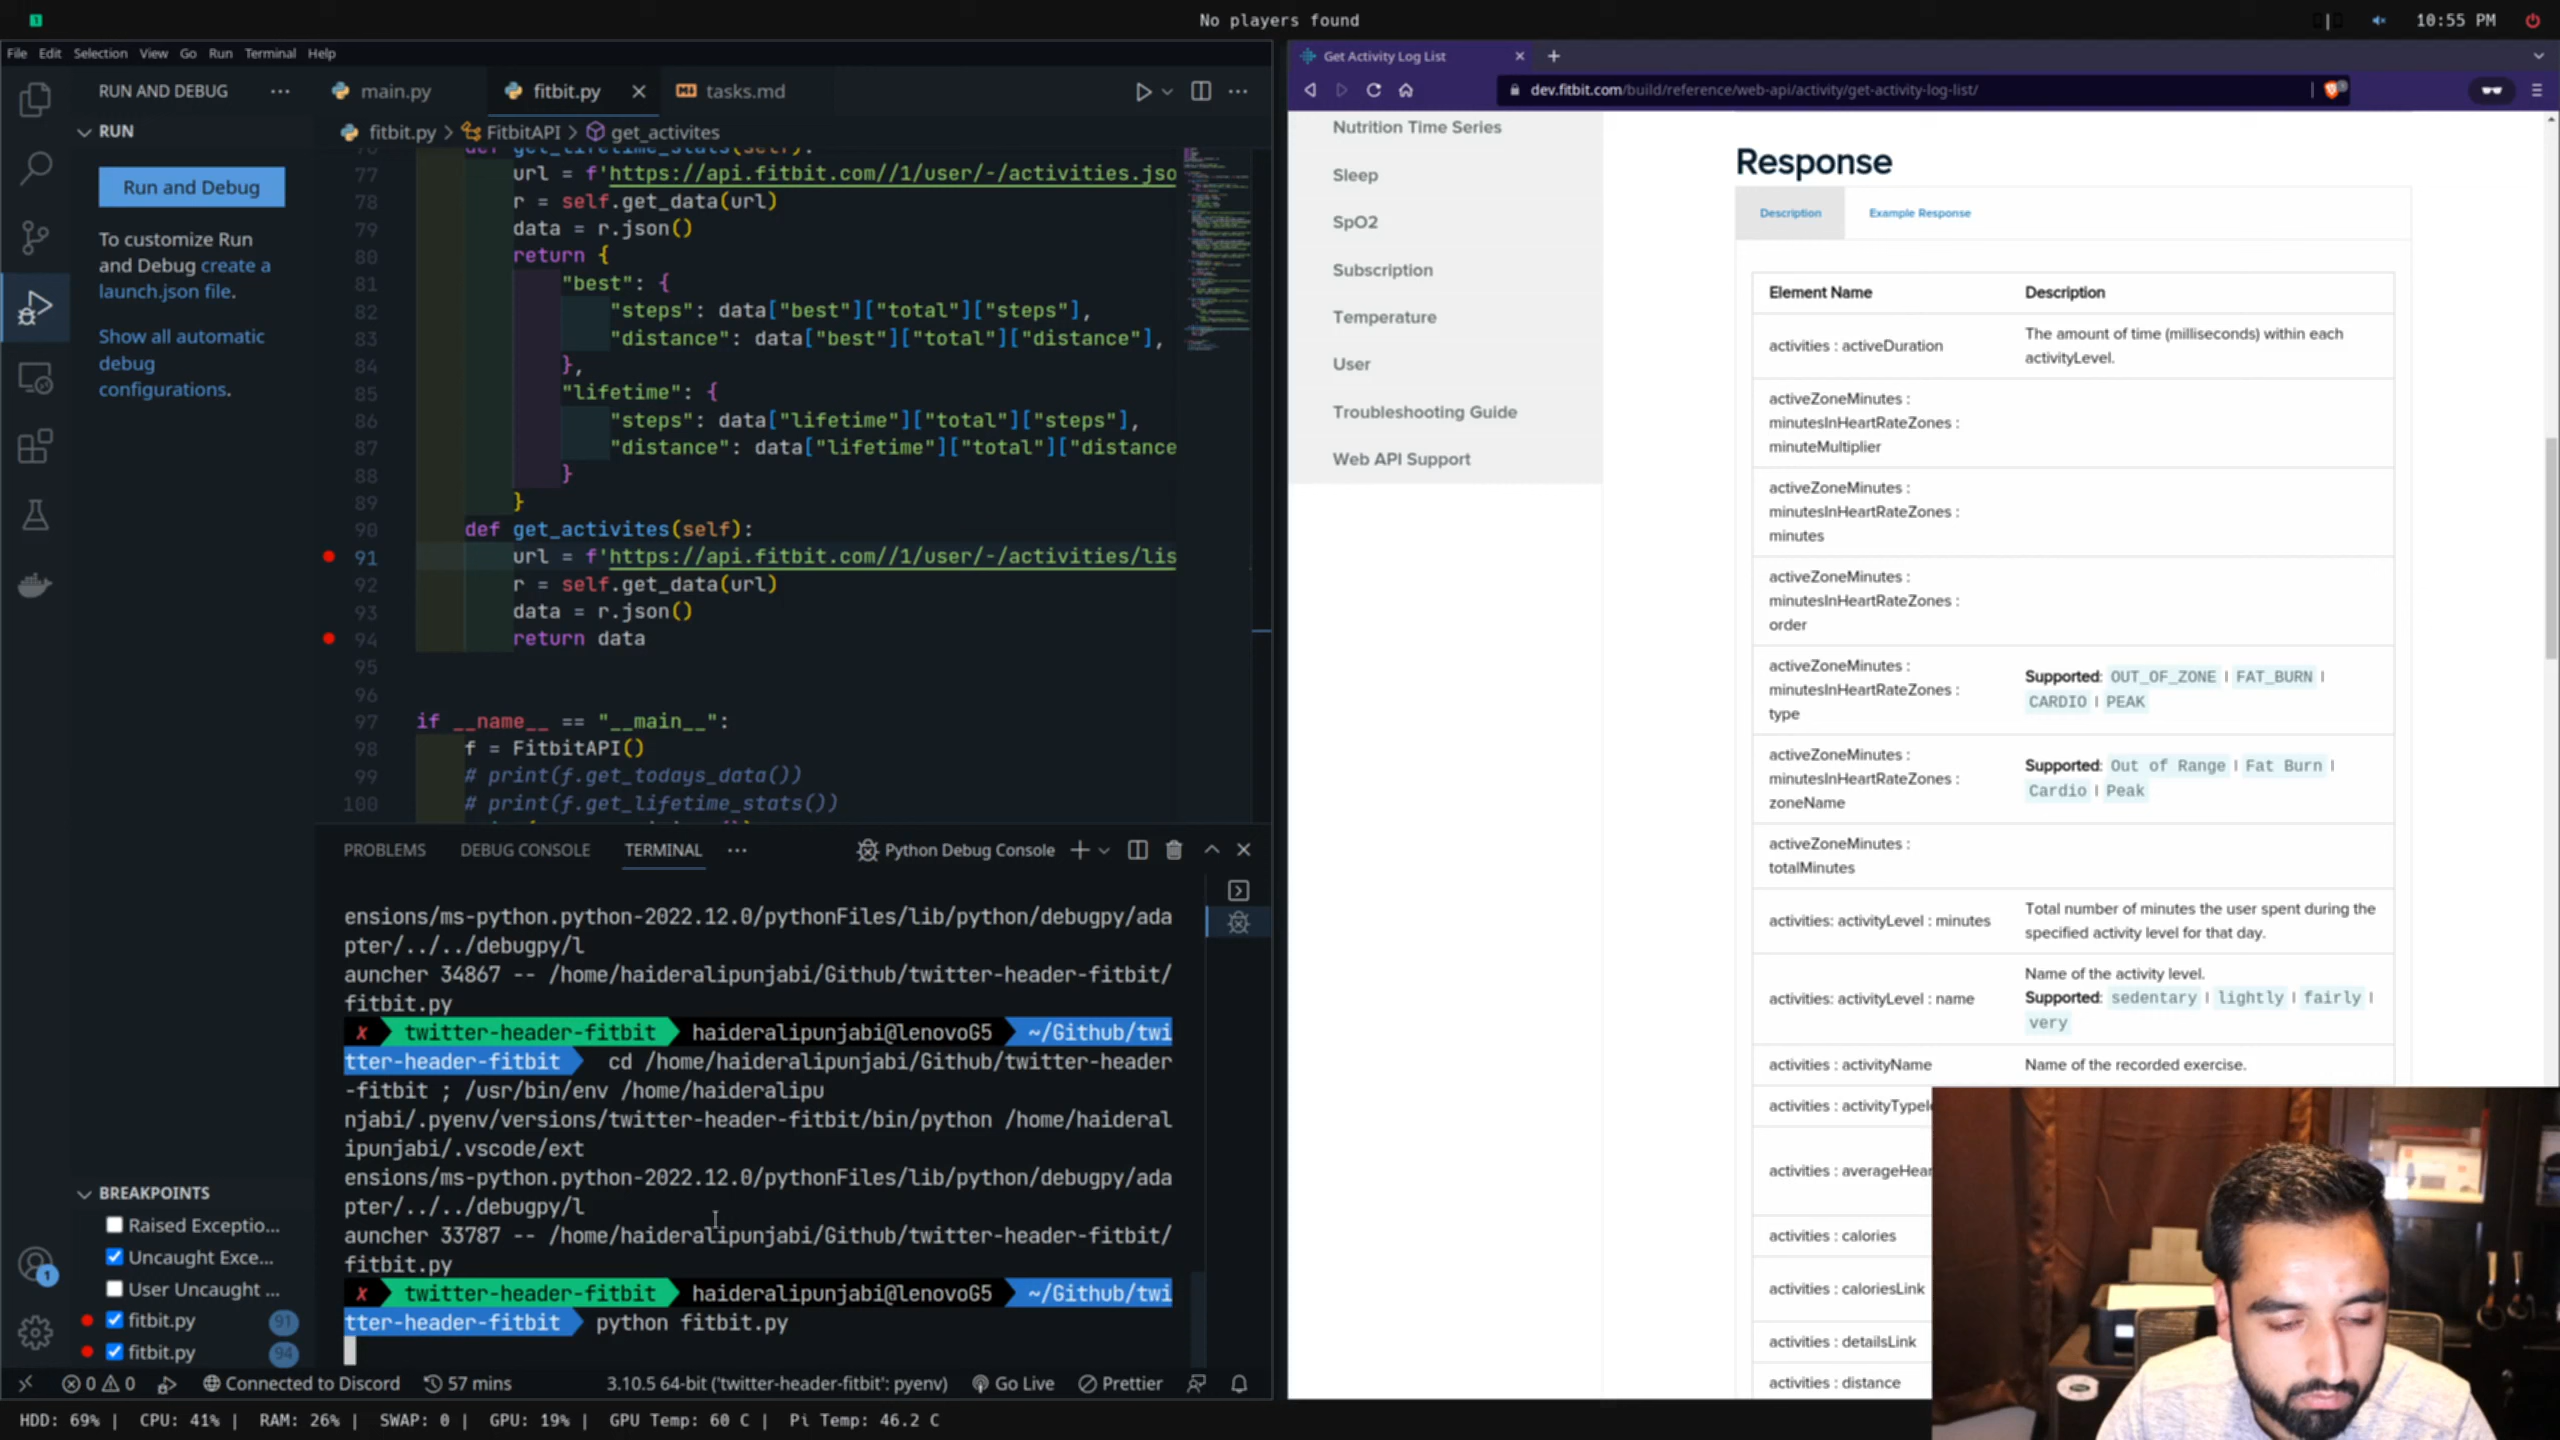 1
No players found
10:55 PM
File Edit Selection View Go Run Terminal Help
RUN AND DEBUG
main.py
fitbit.py
tasks.md
RUN
fitbit.py > FitbitAPI > get_activites
Run and Debug
To customize Run
and Debug create a
launch.json file.
Show all automatic
debug
configurations.
def get_lifetime_stats(self):
77 url = f'https://api.fitbit.com//1/user/-/activities.jso
78 r = self.get_data(url)
79 data = r.json()
80 return {
81 "best": {
82 "steps": data["best"]["total"]["steps"],
83 "distance": data["best"]["total"]["distance"],
84 },
85 "lifetime": {
86 "steps": data["lifetime"]["total"]["steps"],
87 "distance": data["lifetime"]["total"]["distance
88 }
89 }
90 def get_activites(self):
91 url = f'https://api.fitbit.com//1/user/-/activities/lis
92 r = self.get_data(url)
93 data = r.json()
94 return data
95
96
97 if __name__ == "__main__":
98 f = FitbitAPI()
99 # print(f.get_todays_data())
100 # print(f.get_lifetime_stats())
PROBLEMS DEBUG CONSOLE TERMINAL
Python Debug Console
ensions/ms-python.python-2022.12.0/pythonFiles/lib/python/debugpy/ada
pter/../../debugpy/l
auncher 34867 -- /home/haideralipunjabi/Github/twitter-header-fitbit/
fitbit.py
✗ twitter-header-fitbit haideralipunjabi@lenovoG5 ~/Github/twi
tter-header-fitbit cd /home/haideralipunjabi/Github/twitter-header
-fitbit ; /usr/bin/env /home/haideralipu
njabi/.pyenv/versions/twitter-header-fitbit/bin/python /home/haideral
ipunjabi/.vscode/ext
ensions/ms-python.python-2022.12.0/pythonFiles/lib/python/debugpy/ada
pter/../../debugpy/l
auncher 33787 -- /home/haideralipunjabi/Github/twitter-header-fitbit/
fitbit.py
✗ twitter-header-fitbit haideralipunjabi@lenovoG5 ~/Github/twi
tter-header-fitbit python fitbit.py
BREAKPOINTS
Raised Exceptio...
Uncaught Exce...
User Uncaught ...
fitbit.py 91
fitbit.py 94
1
0 0 Connected to Discord 57 mins 3.10.5 64-bit ('twitter-header-fitbit': pyenv) Go Live Prettier
HDD: 69% | CPU: 41% | RAM: 26% | SWAP: 0 | GPU: 19% | GPU Temp: 60 C | Pi Temp: 46.2 C
Get Activity Log List
dev.fitbit.com/build/reference/web-api/activity/get-activity-log-list/
Nutrition Time Series
Sleep
SpO2
Subscription
Temperature
User
Troubleshooting Guide
Web API Support
Response
Description Example Response
Element Name Description
activities : activeDuration The amount of time (milliseconds) within each
activityLevel.
activeZoneMinutes :
minutesInHeartRateZones :
minuteMultiplier
activeZoneMinutes :
minutesInHeartRateZones :
minutes
activeZoneMinutes :
minutesInHeartRateZones :
order
activeZoneMinutes :
minutesInHeartRateZones :
type
Supported: OUT_OF_ZONE | FAT_BURN |
CARDIO | PEAK
activeZoneMinutes :
minutesInHeartRateZones :
zoneName
Supported: Out of Range | Fat Burn |
Cardio | Peak
activeZoneMinutes :
totalMinutes
activities: activityLevel : minutes
Total number of minutes the user spent during the
specified activity level for that day.
activities: activityLevel : name
Name of the activity level.
Supported: sedentary | lightly | fairly |
very
activities : activityName Name of the recorded exercise.
activities : activityTypeI
activities : averageHear
activities : calories
activities : caloriesLink
activities : detailsLink
activities : distance